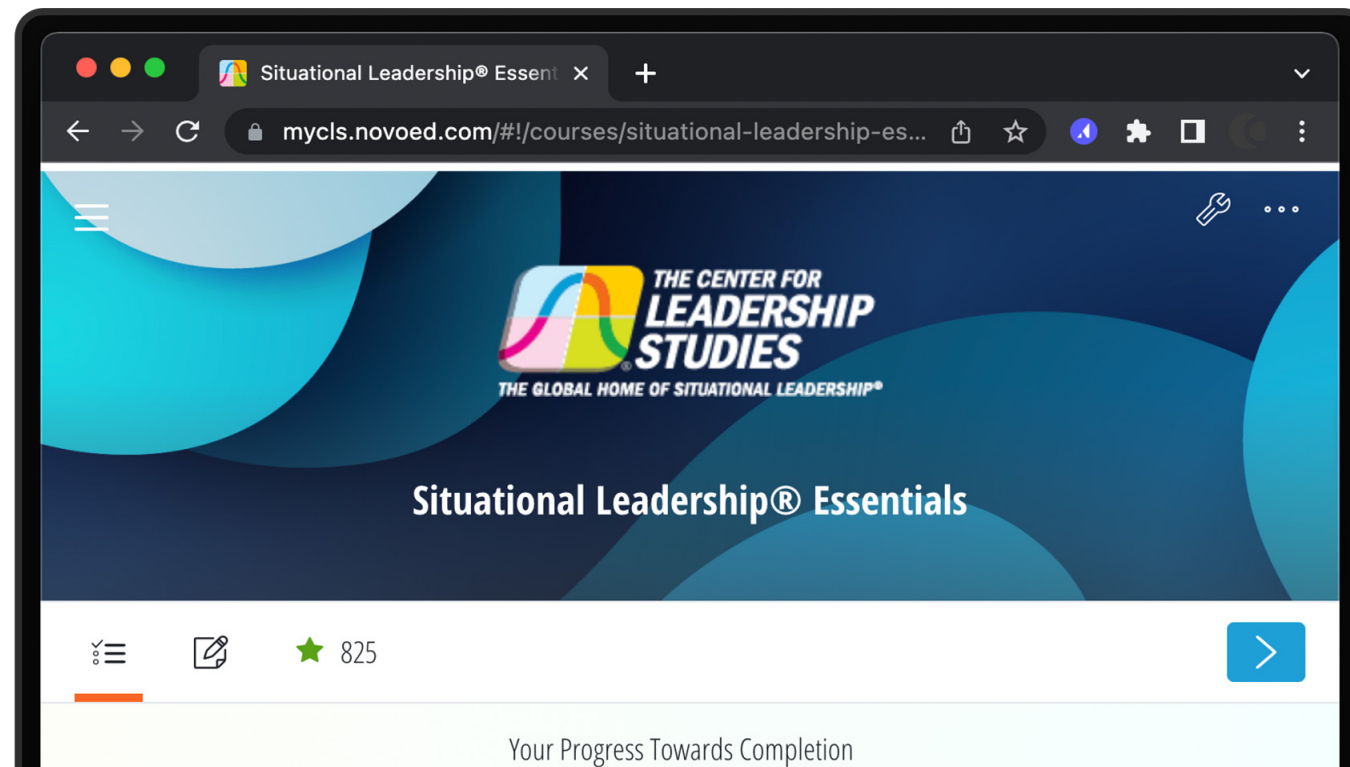 Situational Leadership® Essent
mycls.novoed.com/#!/courses/situational-leadership-es...
THE CENTER FOR
LEADERSHIP
STUDIES
®
THE GLOBAL HOME OF SITUATIONAL LEADERSHIP®
Situational Leadership® Essentials
825
Your Progress Towards Completion